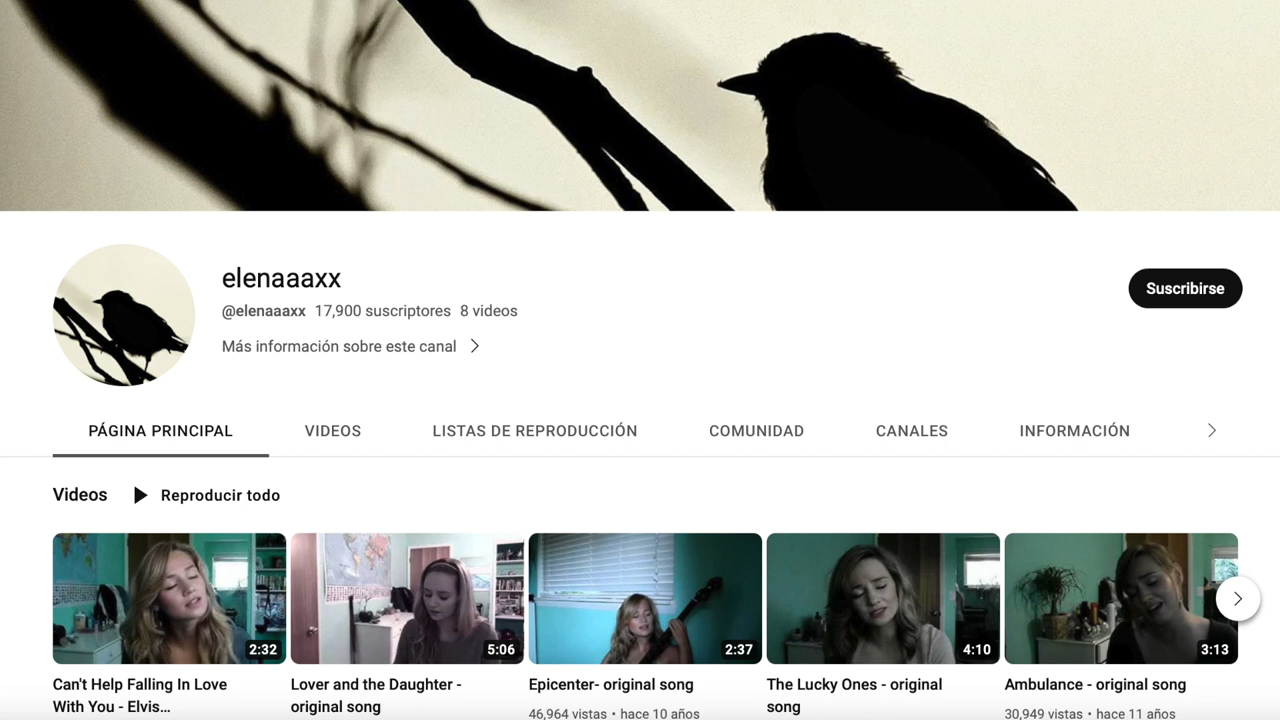 elenaaaxx
@elenaaaxx 17,900 suscriptores 8 videos
Más información sobre este canal
Suscribirse
PÁGINA PRINCIPAL
VIDEOS
LISTAS DE REPRODUCCIÓN
COMUNIDAD
CANALES
INFORMACIÓN
Videos
Reproducir todo
2:32
5:06
2:37
4:10
3:13
Can't Help Falling In Love
With You - Elvis...
Lover and the Daughter -
original song
Epicenter- original song
46,964 vistas • hace 10 años
The Lucky Ones - original
song
Ambulance - original song
30,949 vistas • hace 11 años